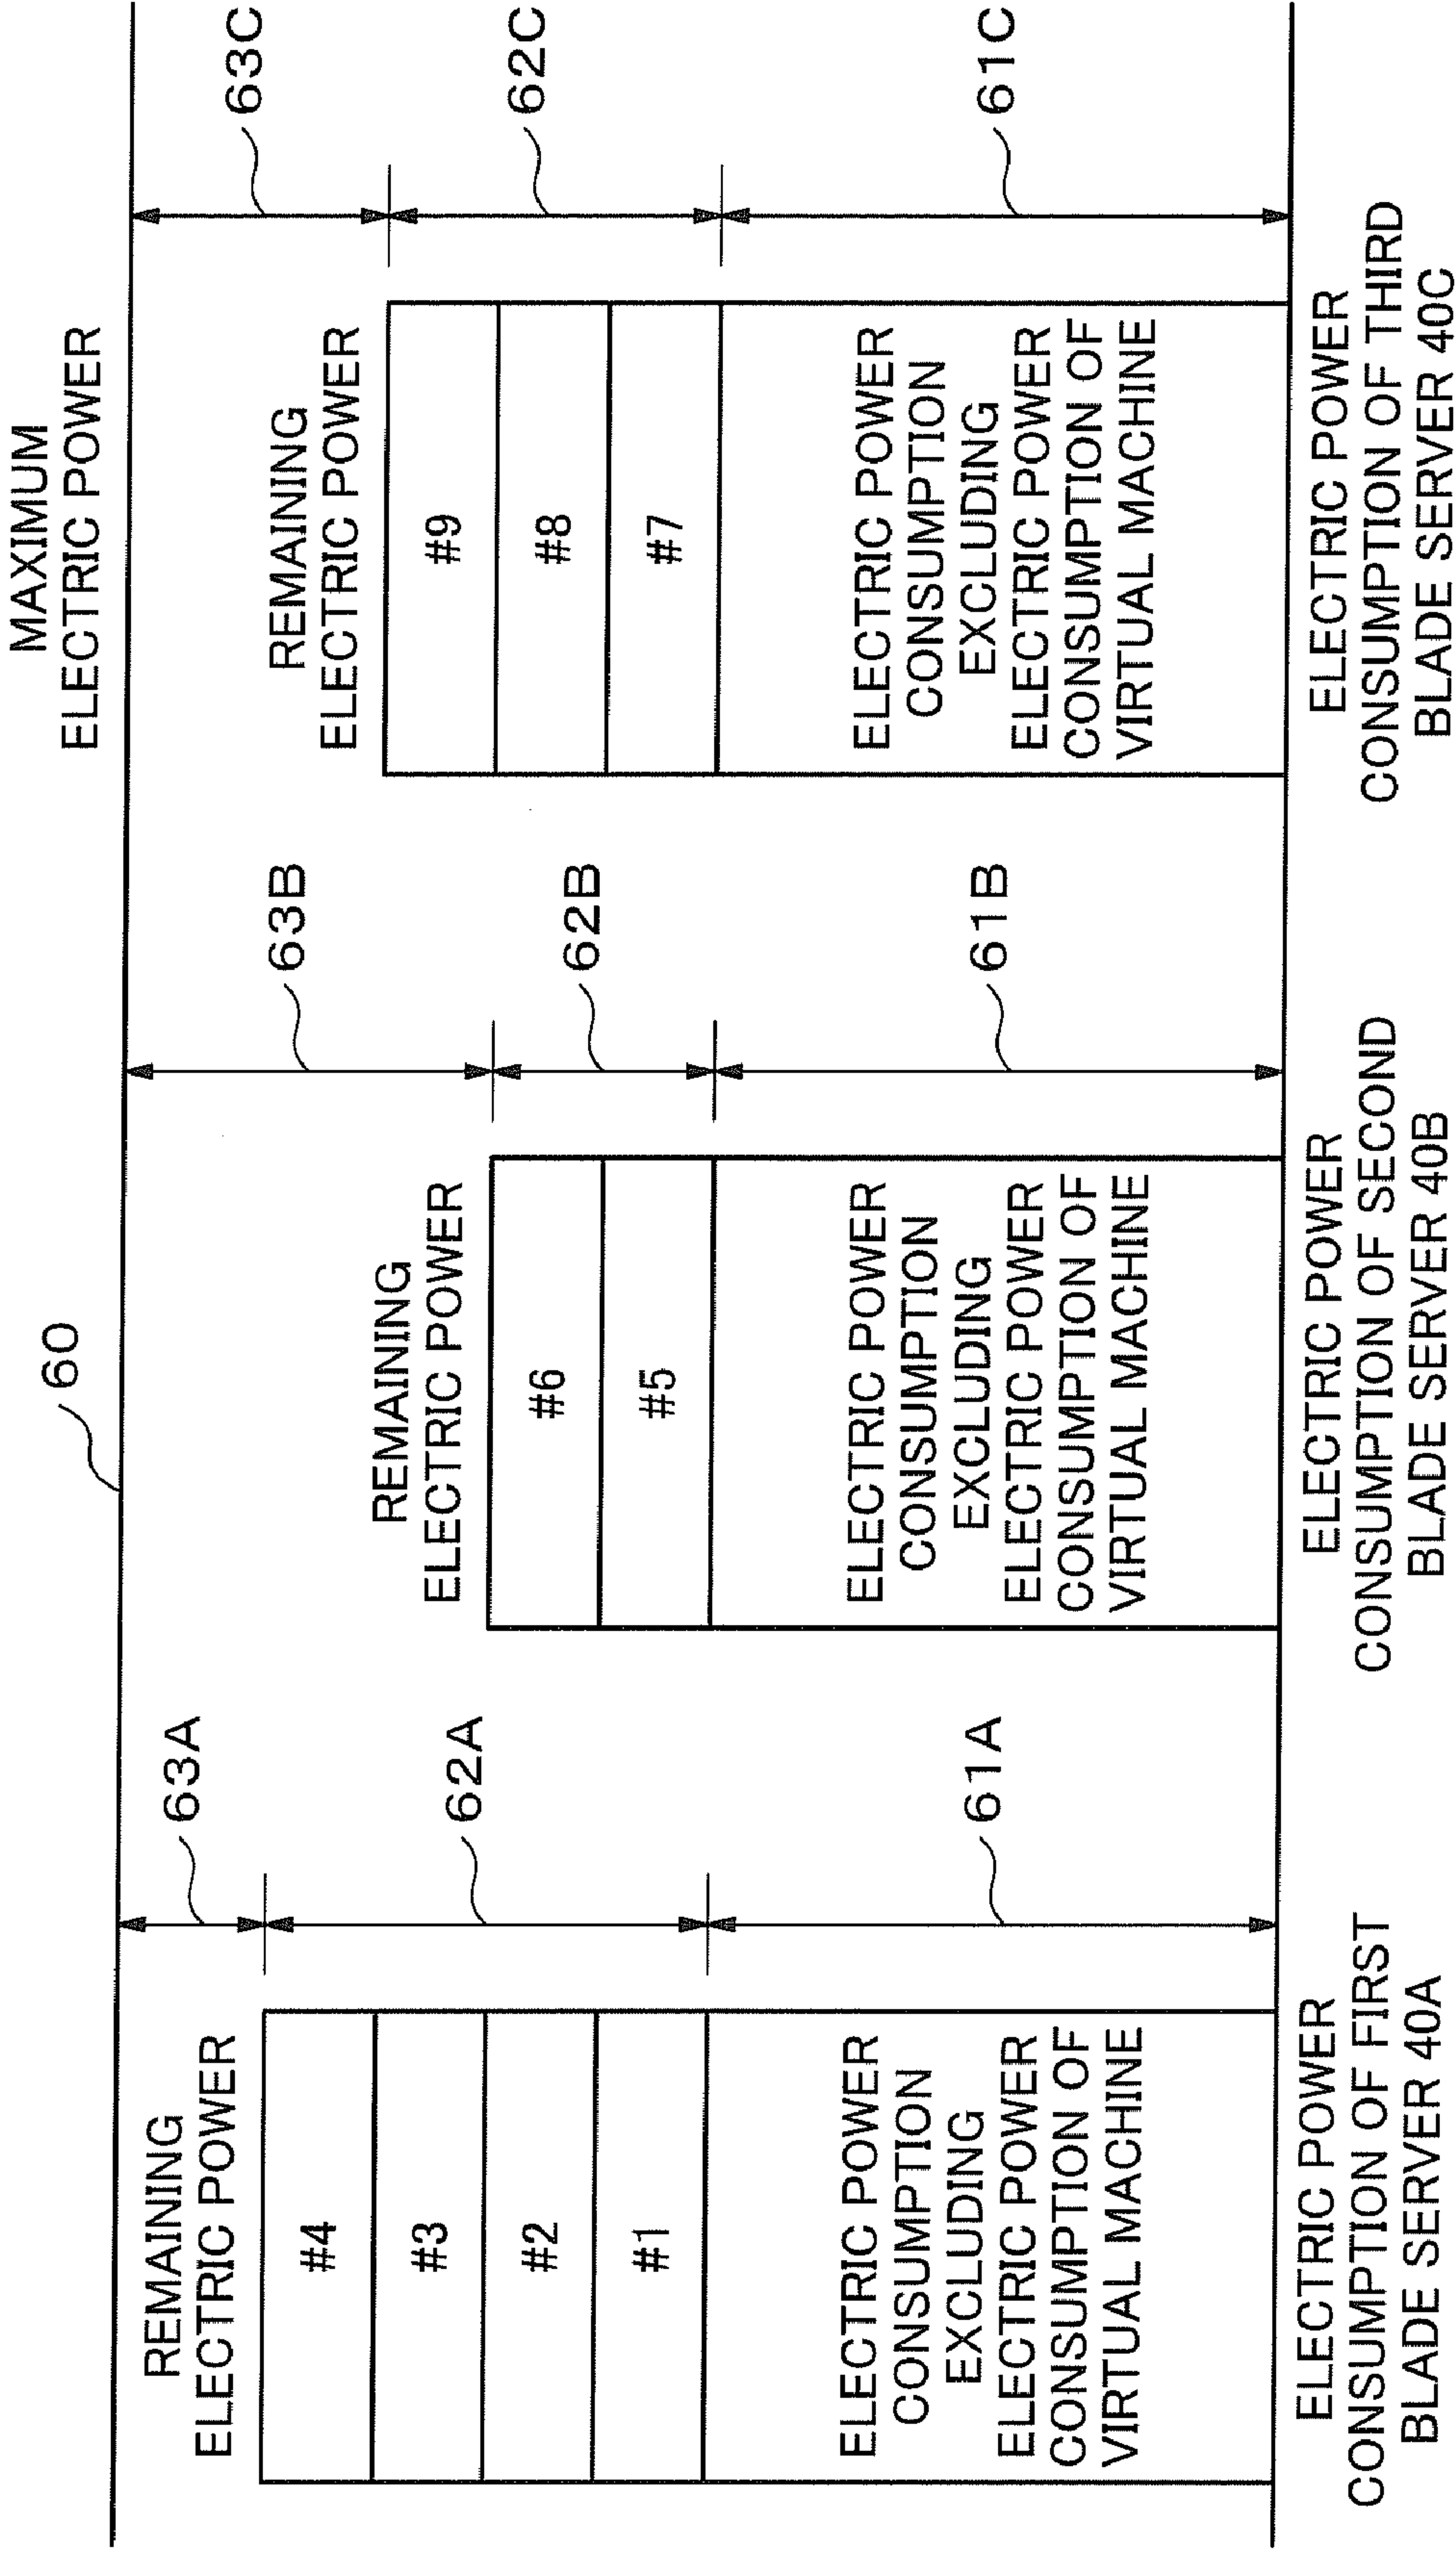 MAXIMUM
ELECTRIC POWER
60
REMAINING
ELECTRIC POWER
#4
#3
#2
#1
ELECTRIC POWER
CONSUMPTION
EXCLUDING
ELECTRIC POWER
CONSUMPTION OF
VIRTUAL MACHINE
63A
62A
61A
ELECTRIC POWER
CONSUMPTION OF FIRST
BLADE SERVER 40A
REMAINING
ELECTRIC POWER
#6
#5
ELECTRIC POWER
CONSUMPTION
EXCLUDING
ELECTRIC POWER
CONSUMPTION OF
VIRTUAL MACHINE
63B
62B
61B
ELECTRIC POWER
CONSUMPTION OF SECOND
BLADE SERVER 40B
REMAINING
ELECTRIC POWER
#9
#8
#7
ELECTRIC POWER
CONSUMPTION
EXCLUDING
ELECTRIC POWER
CONSUMPTION OF
VIRTUAL MACHINE
63C
62C
61C
ELECTRIC POWER
CONSUMPTION OF THIRD
BLADE SERVER 40C